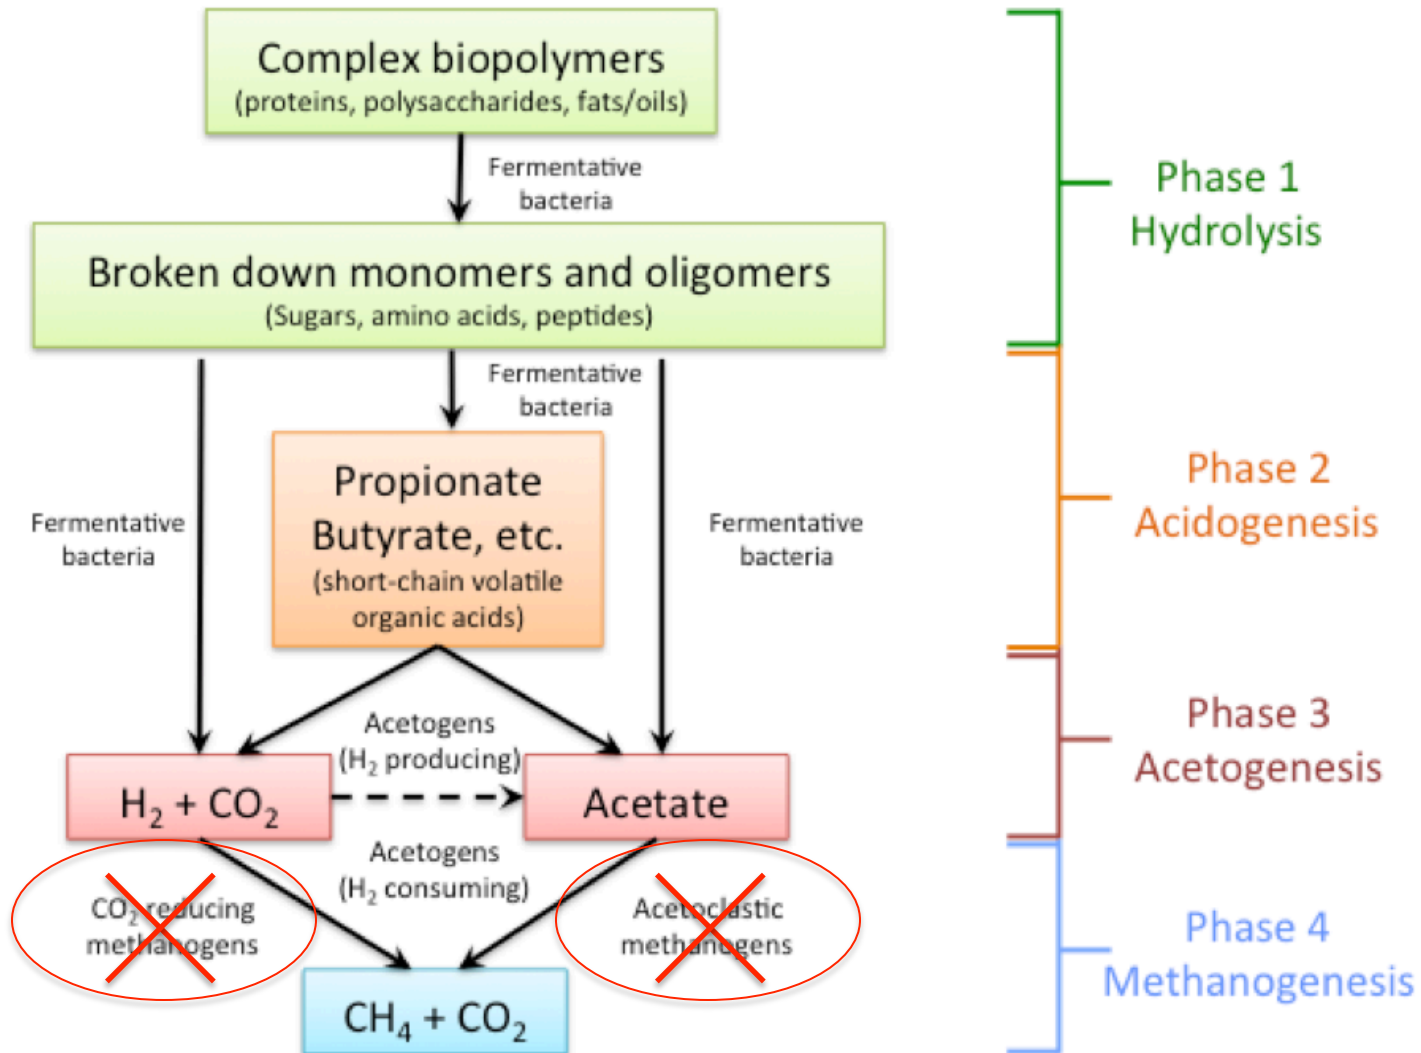 Complex biopolymers
(proteins, polysaccharides, fats/oils)
Fermentative
bacteria
Phase 1
Hydrolysis
Broken down monomers and oligomers
(Sugars, amino acids, peptides)
Fermentative
bacteria
Propionate
Butyrate, etc.
(short-chain volatile
organic acids)
Fermentative
bacteria
Fermentative
bacteria
Phase 2
Acidogenesis
Acetogens
(H₂ producing)
H₂ + CO₂
Acetate
Phase 3
Acetogenesis
Acetogens
(H₂ consuming)
CO₂ reducing
methanogens
Acetoclastic
methanogens
CH₄ + CO₂
Phase 4
Methanogenesis